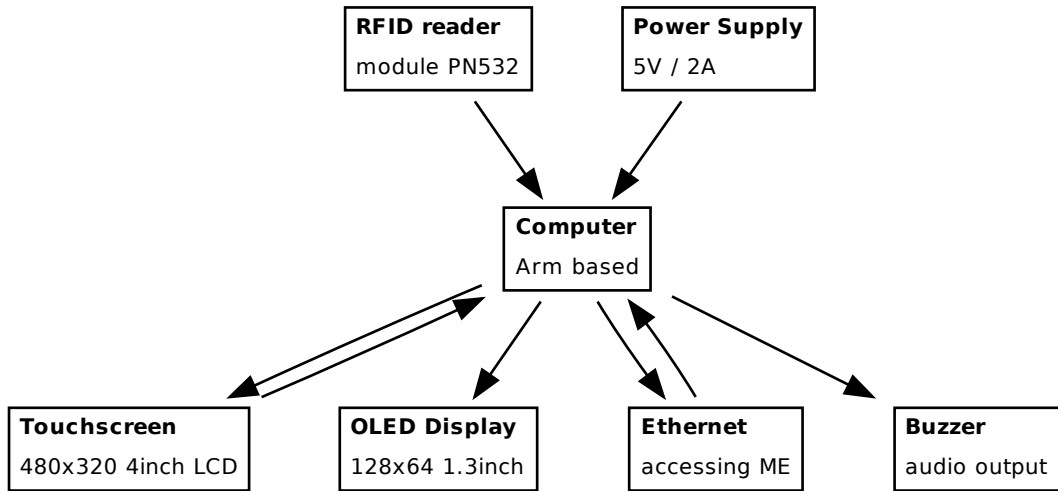 RFID reader
module PN532
Power Supply
5V / 2A
Computer
Arm based
Touchscreen
480x320 4inch LCD
OLED Display
128x64 1.3inch
Ethernet
accessing ME
Buzzer
audio output